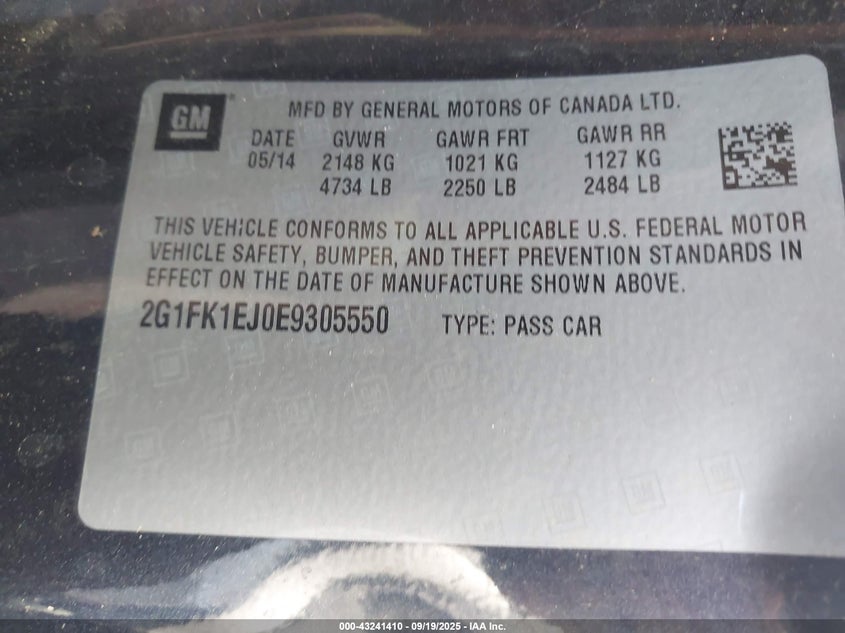 GM
MFD BY GENERAL MOTORS OF CANADA LTD.
DATE GVWR GAWR FRT GAWR RR
05/14 2148 KG 1021 KG 1127 KG
4734 LB 2250 LB 2484 LB
THIS VEHICLE CONFORMS TO ALL APPLICABLE U.S. FEDERAL MOTOR
VEHICLE SAFETY, BUMPER, AND THEFT PREVENTION STANDARDS IN
EFFECT ON THE DATE OF MANUFACTURE SHOWN ABOVE.
2G1FK1EJ0E9305550 TYPE: PASS CAR
000-43241410 - 09/19/2025 - IAA Inc.